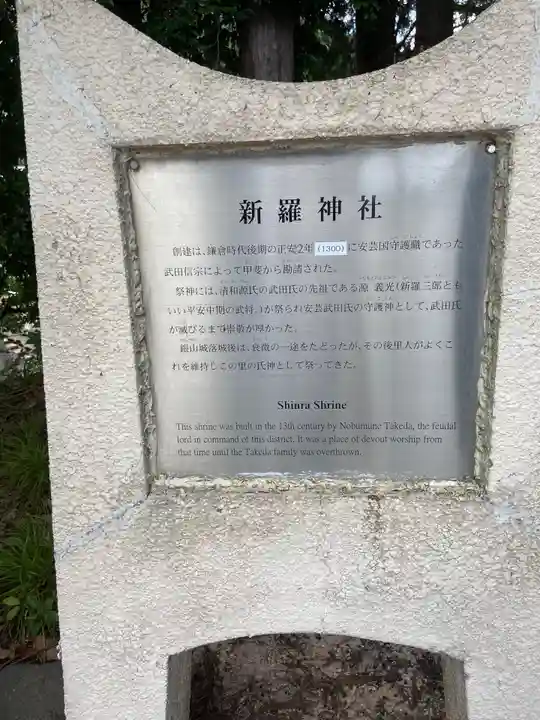 新羅神社
創建は、鎌倉時代後期の正安2年(1300)に安芸国守護職であった
武田信宗によって甲斐から勘請された。
祭神には、清和源氏の武田氏の先祖である源 義光(新羅三郎とも
いい平安中期の武将。)が祭られ安芸武田氏の守護神として、武田氏
が滅びるまで崇敬が厚かった。
銀山城落城後は、衰微の一途をたどったが、その後里人がよくこ
れを維持しこの里の氏神として祭ってきた。
Shinra Shrine
This shrine was built in the 13th century by Nobumune Takeda, the feudal
lord in command of this district. It was a place of devout worship from
that time until the Takeda family was overthrown.